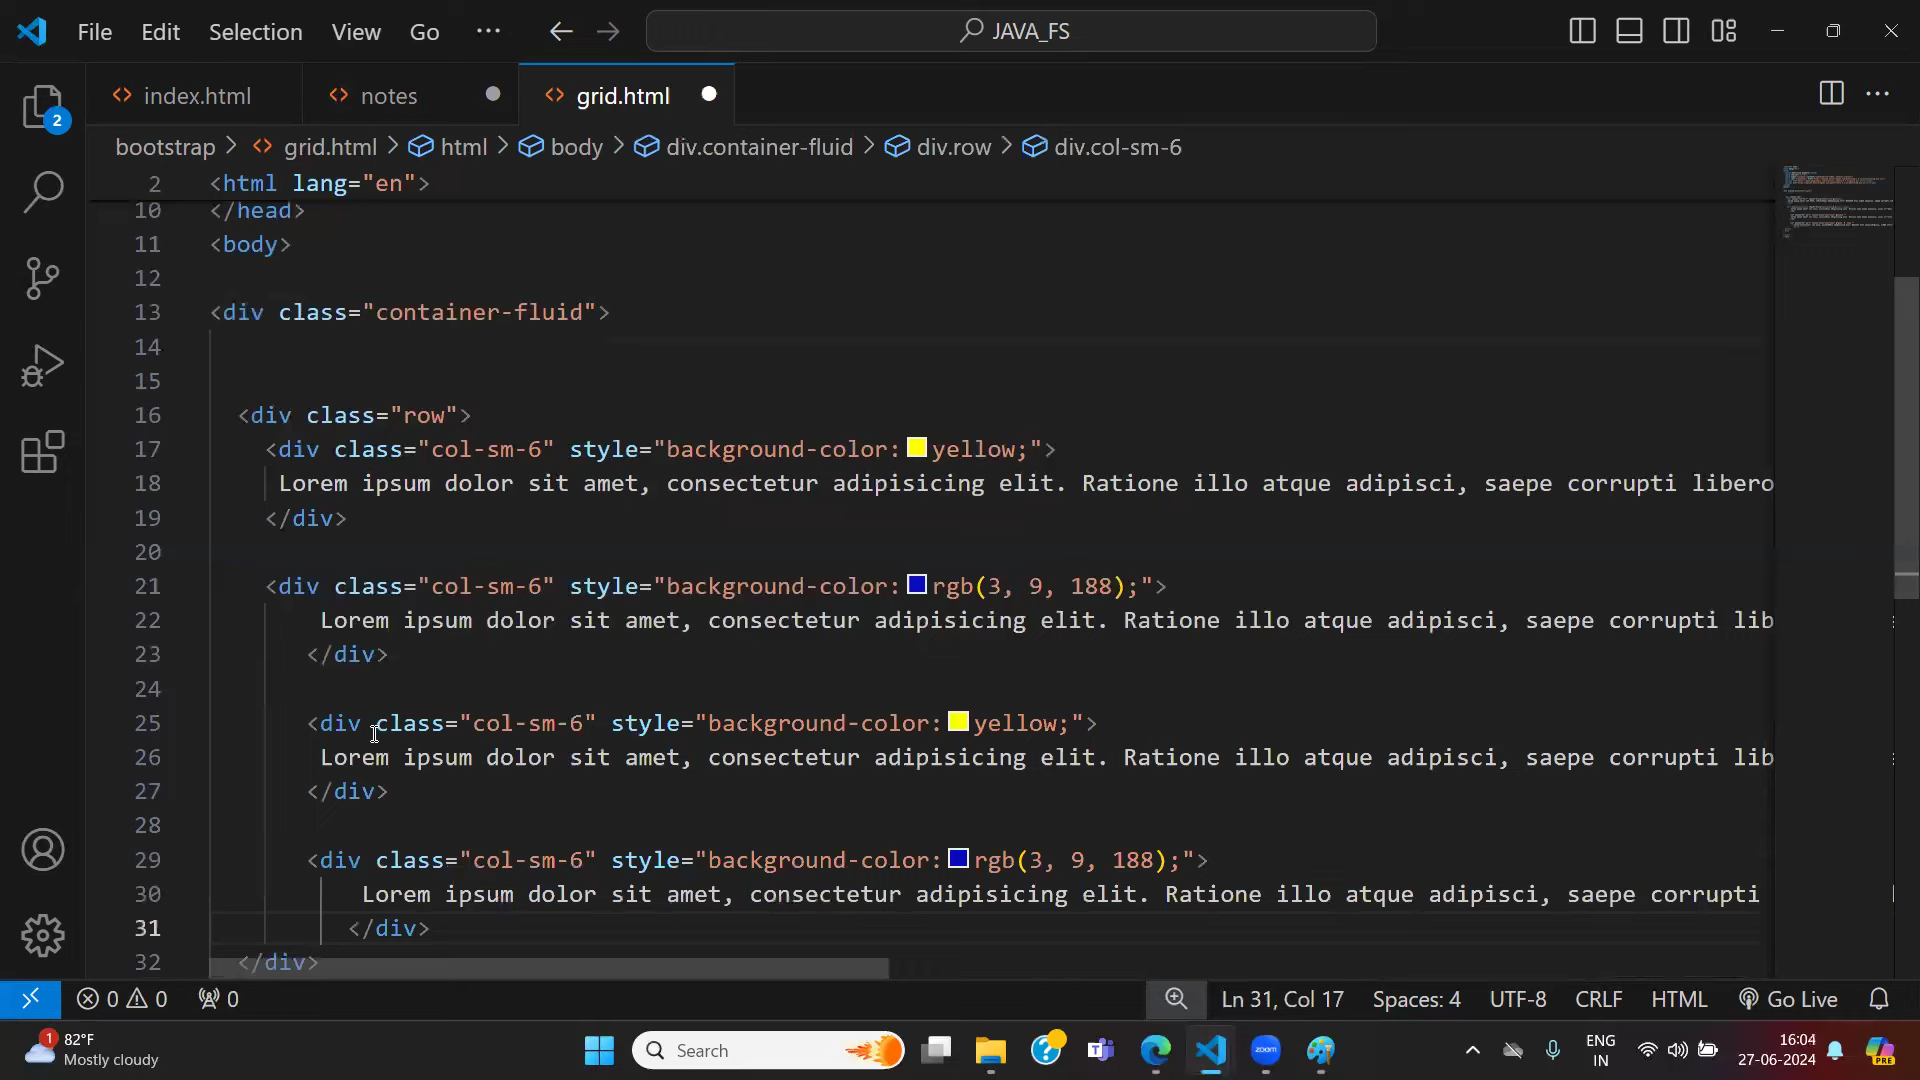 File Edit Selection View Go ··· JAVA_FS
index.html notes grid.html ···
2
bootstrap > grid.html > html > body > div.container-fluid > div.row > div.col-sm-6
2 <html lang="en">
10 </head>
11 <body>
12
13 <div class="container-fluid">
14
15
16 <div class="row">
17 <div class="col-sm-6" style="background-color: yellow;">
18 Lorem ipsum dolor sit amet, consectetur adipisicing elit. Ratione illo atque adipisci, saepe corrupti libero
19 </div>
20
21 <div class="col-sm-6" style="background-color: rgb(3, 9, 188);">
22 Lorem ipsum dolor sit amet, consectetur adipisicing elit. Ratione illo atque adipisci, saepe corrupti lib
23 </div>
24
25 <div class="col-sm-6" style="background-color: yellow;">
26 Lorem ipsum dolor sit amet, consectetur adipisicing elit. Ratione illo atque adipisci, saepe corrupti lib
27 </div>
28
29 <div class="col-sm-6" style="background-color: rgb(3, 9, 188);">
30 Lorem ipsum dolor sit amet, consectetur adipisicing elit. Ratione illo atque adipisci, saepe corrupti
31 </div>
32 </div>
0 0 0 Ln 31, Col 17 Spaces: 4 UTF-8 CRLF HTML Go Live
1 82°F Search zoom ENG 16:04
Mostly cloudy IN 27-06-2024 PRE